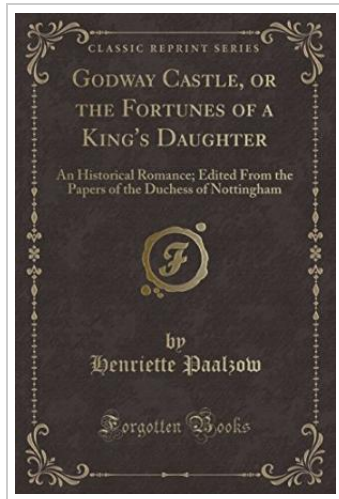 CLASSIC REPRINT SERIES
GODWAY CASTLE, OR
THE FORTUNES OF A
KING'S DAUGHTER
An Historical Romance; Edited From the
Papers of the Duchess of Nottingham
F
by
Henriette Paalzow
Forgotten Books